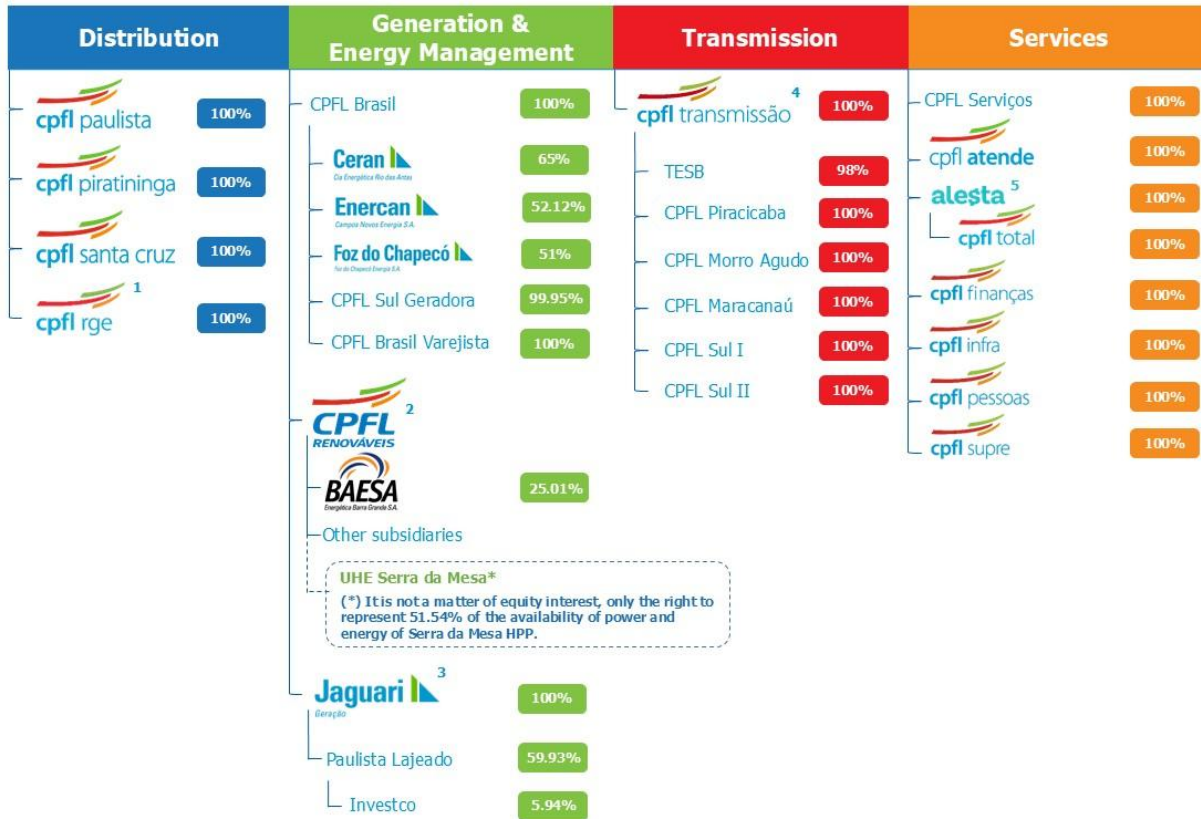 Distribution
cpfl paulista
100%
cpfl piratininga
100%
cpfl santa cruz
100%
cpfl rge 1
100%
Generation &
Energy Management
CPFL Brasil
100%
Ceran
Cia Energética Rio das Antas
65%
Enercan
Campos Novos Energia S.A.
52.12%
Foz do Chapecó
Foz do Chapecó Energia S.A.
51%
CPFL Sul Geradora
99.95%
CPFL Brasil Varejista
100%
CPFL 2
RENOVÁVEIS
BAESA
Energética Barra Grande S.A.
25.01%
Other subsidiaries
UHE Serra da Mesa*
(*) It is not a matter of equity interest, only the right to
represent 51.54% of the availability of power and
energy of Serra da Mesa HPP.
Jaguari 3
Geração
100%
Paulista Lajeado
59.93%
Investco
5.94%
Transmission
cpfl transmissão 4
100%
TESB
98%
CPFL Piracicaba
100%
CPFL Morro Agudo
100%
CPFL Maracanaú
100%
CPFL Sul I
100%
CPFL Sul II
100%
Services
CPFL Serviços
100%
cpfl atende
100%
alesta 5
100%
cpfl total
100%
cpfl finanças
100%
cpfl infra
100%
cpfl pessoas
100%
cpfl supre
100%